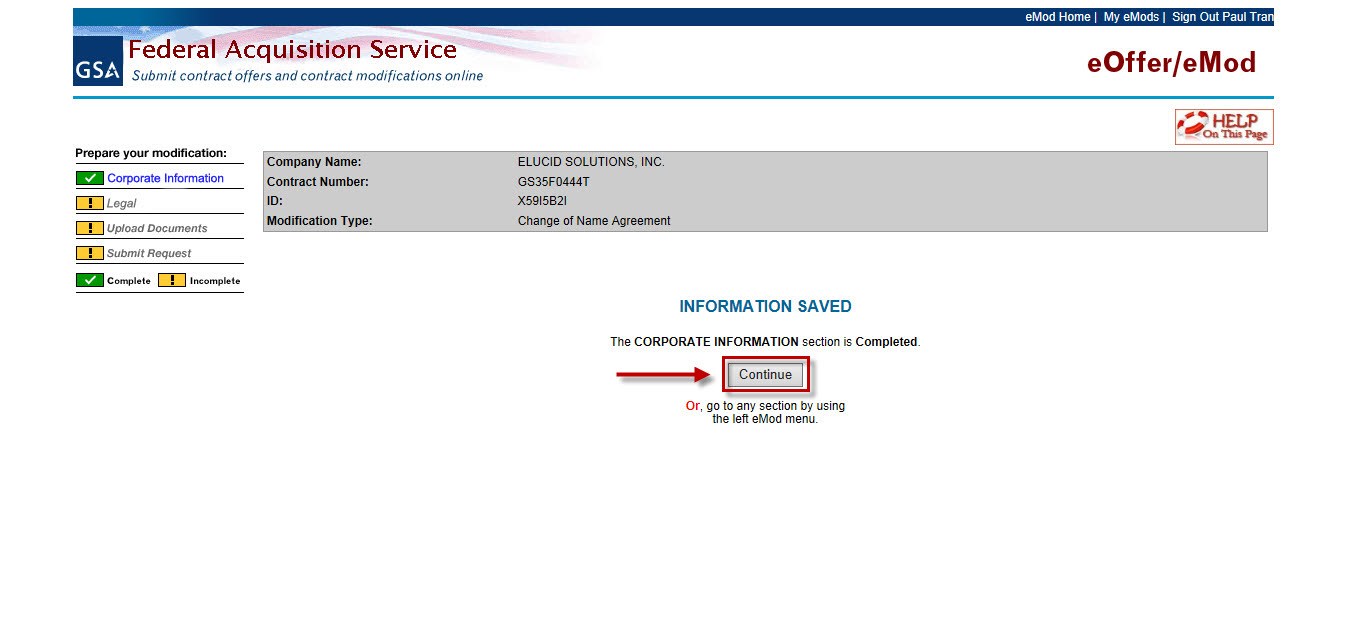 eMod Home | My eMods | Sign Out Paul Tran
GSA
Federal Acquisition Service
Submit contract offers and contract modifications online
eOffer/eMod
HELP
On This Page
Prepare your modification:
Corporate Information
! Legal
! Upload Documents
! Submit Request
Complete ! Incomplete
Company Name: ELUCID SOLUTIONS, INC.
Contract Number: GS35F0444T
ID: X59I5B2I
Modification Type: Change of Name Agreement
INFORMATION SAVED
The CORPORATE INFORMATION section is Completed.
Continue
Or, go to any section by using
the left eMod menu.